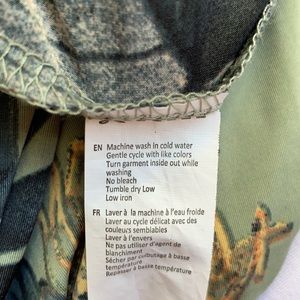 EN Machine wash in cold water
Gentle cycle with like colors
Turn garment inside out while
washing
No bleach
Tumble dry Low
Low iron
FR Laver à la machine à l'eau froide
Laver au cycle délicat avec des
couleurs semblables
Laver à l'envers
Ne pas utiliser d'agent de
blanchiment
Sécher par culbutage à basse
température
Repasser à basse température